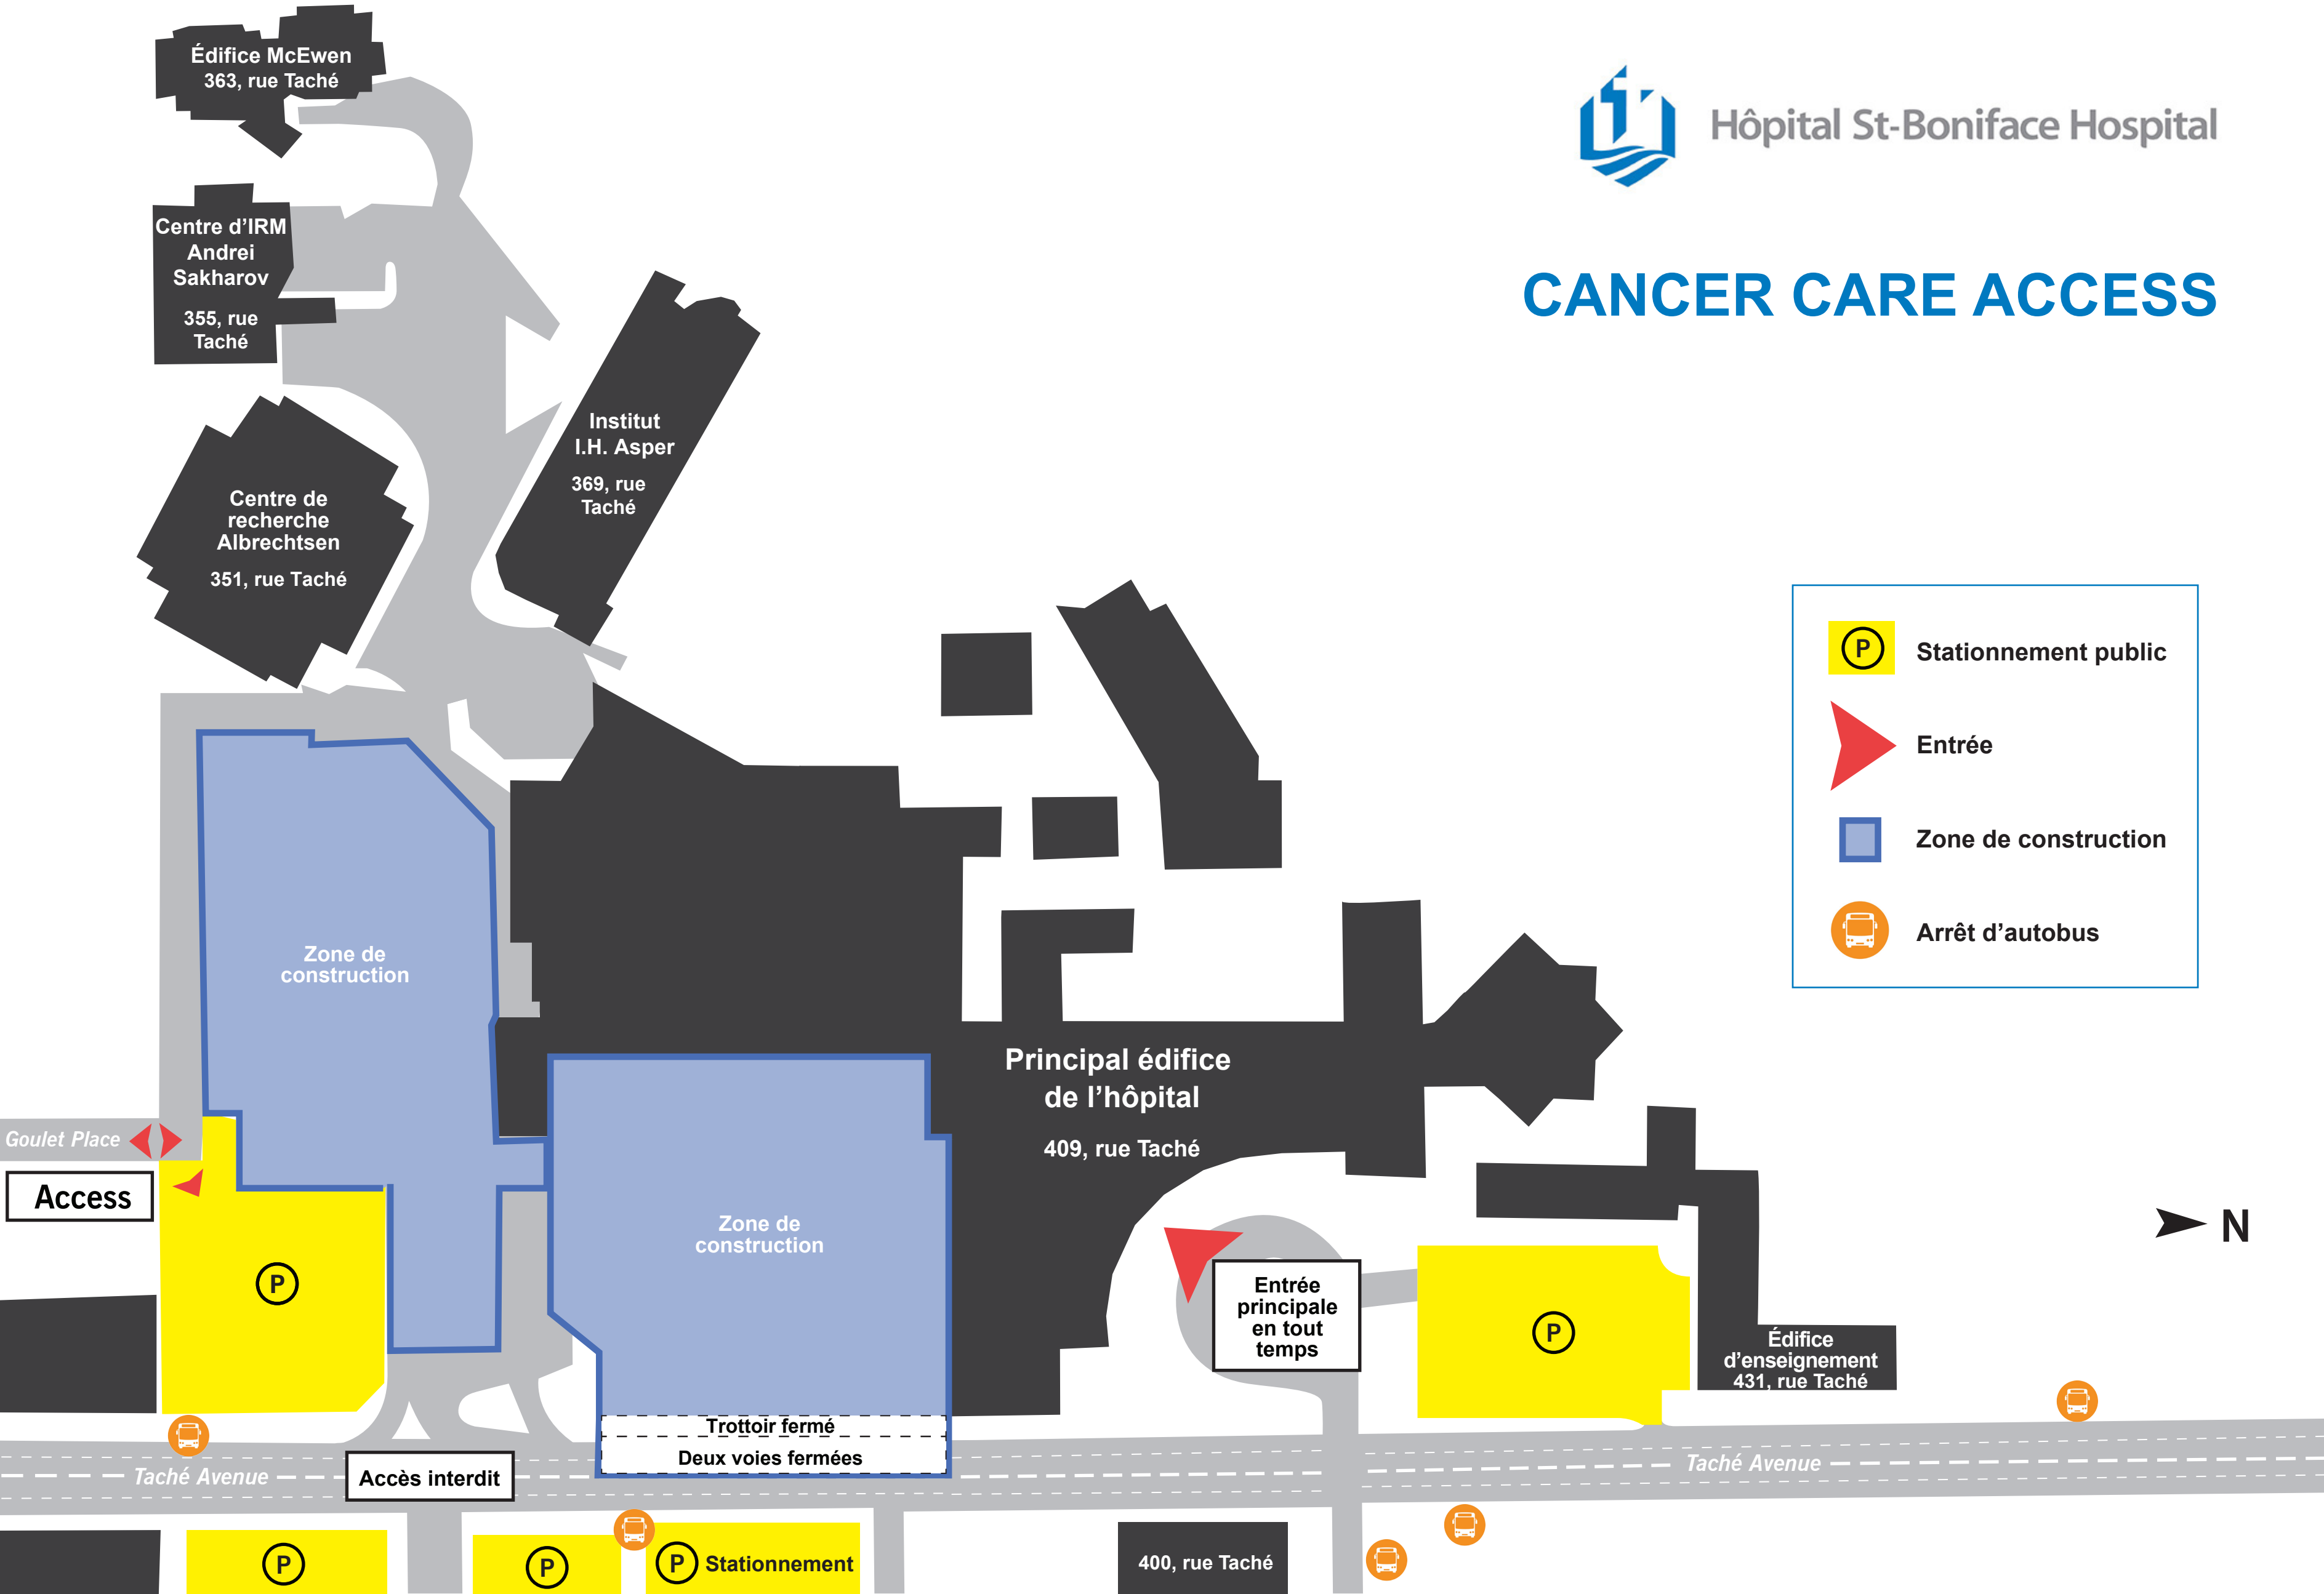 Édifice McEwen
363, rue Taché
Hôpital St-Boniface Hospital
CANCER CARE ACCESS
Centre d’IRM
Andrei
Sakharov
355, rue
Taché
Institut
I.H. Asper
369, rue
Taché
Centre de
recherche
Albrechtsen
351, rue Taché
P
Stationnement public
Entrée
Zone de construction
Arrêt d’autobus
Zone de
construction
Principal édifice
de l’hôpital
409, rue Taché
Goulet Place
Access
Zone de
construction
N
P
Entrée
principale
en tout
temps
P
Édifice
d’enseignement
431, rue Taché
Trottoir fermé
Deux voies fermées
Taché Avenue
Accès interdit
Taché Avenue
P
P
P Stationnement
400, rue Taché